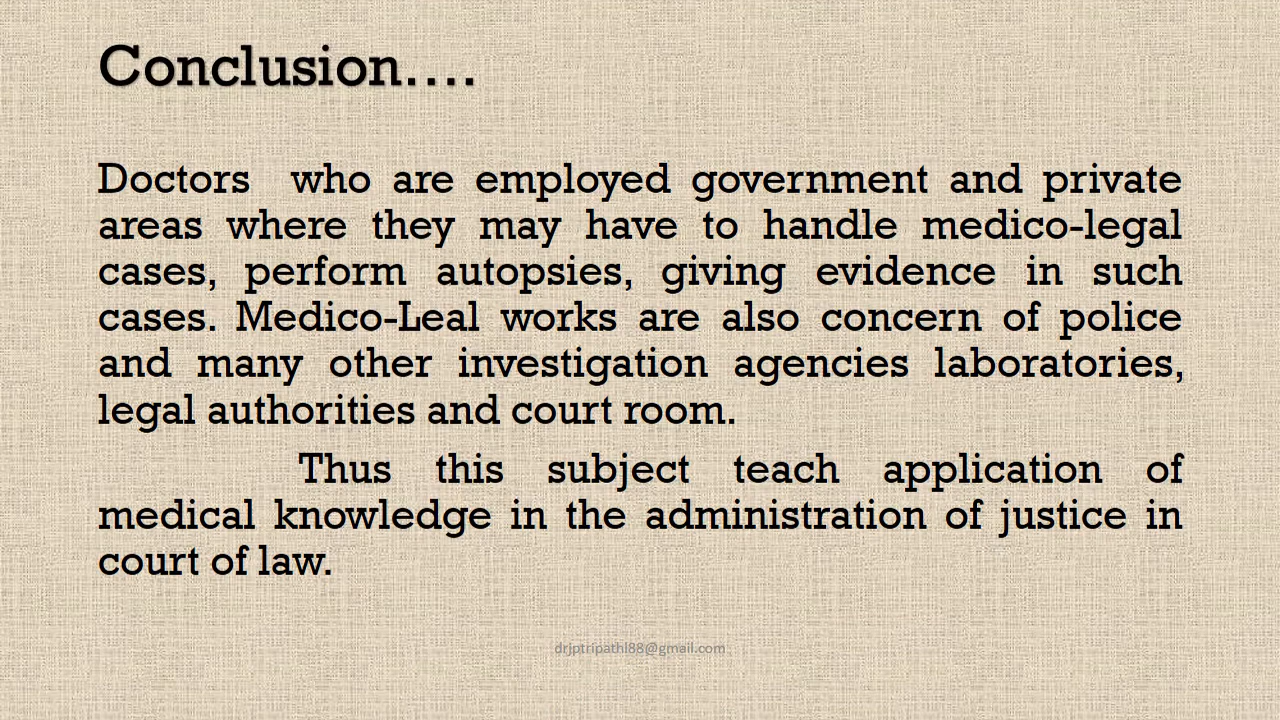 Conclusion....
Doctors who are employed government and private
areas where they may have to handle medico-legal
cases, perform autopsies, giving evidence in such
cases. Medico-Leal works are also concern of police
and many other investigation agencies laboratories,
legal authorities and court room.
Thus this subject teach application of
medical knowledge in the administration of justice in
court of law.
drjptripathI88@gmail.com